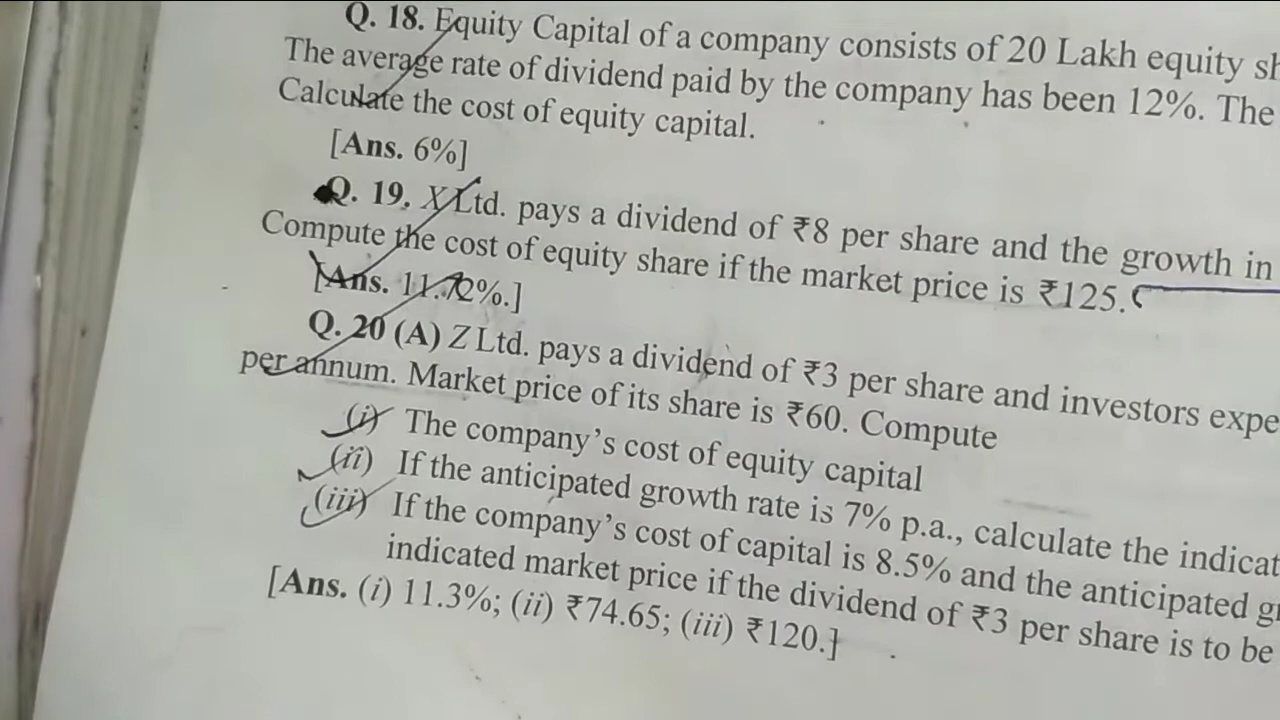 Q. 18. Equity Capital of a company consists of 20 Lakh equity
The average rate of dividend paid by the company has been 12%. The
Calculate the cost of equity capital.
[Ans. 6%]
Q. 19. X Ltd. pays a dividend of ₹8 per share and the growth in
Compute the cost of equity share if the market price is ₹125.
[Ans. 11.72%.]
Q. 20 (A) Z Ltd. pays a dividend of ₹3 per share and investors
per annum. Market price of its share is ₹60. Compute
(i) The company's cost of equity capital
(ii) If the anticipated growth rate is 7% p.a., calculate the
(iii) If the company's cost of capital is 8.5% and the anticipated
indicated market price if the dividend of ₹3 per share is to be
[Ans. (i) 11.3%; (ii) ₹74.65; (iii) ₹120.]